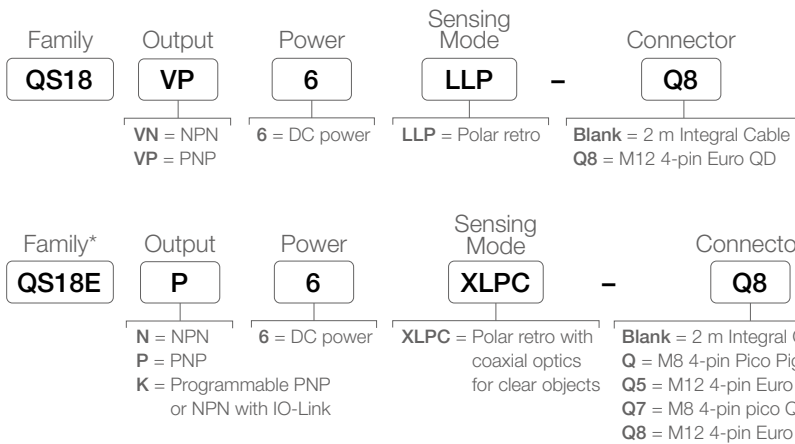 Family Output Power Sensing Mode Connector
QS18 VP 6 LLP – Q8
VN = NPN
VP = PNP
6 = DC power
LLP = Polar retro
Blank = 2 m Integral Cable
Q8 = M12 4-pin Euro QD
Family* Output Power Sensing Mode
QS18E P 6 XLPC – Q8
N = NPN
P = PNP
K = Programmable PNP
or NPN with IO-Link
6 = DC power
XLPC = Polar retro with
coaxial optics
for clear objects
Blank = 2 m Integral
Q = M8 4-pin Pico
Q5 = M12 4-pin Euro
Q7 = M8 4-pin pico
Q8 = M12 4-pin Euro